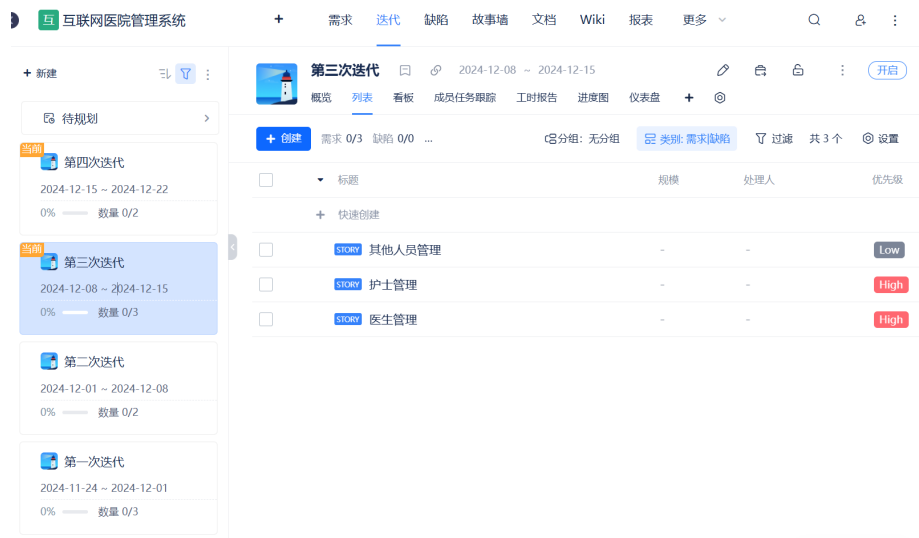 互 互联网医院管理系统 + 需求 迭代 缺陷 故事墙 文档 Wiki 报表 更多
+ 新建
待规划
当前
第四次迭代
2024-12-15 ~ 2024-12-22
0% 数量 0/2
当前
第三次迭代
2024-12-08 ~ 2024-12-15
0% 数量 0/3
第二次迭代
2024-12-01 ~ 2024-12-08
0% 数量 0/2
第一次迭代
2024-11-24 ~ 2024-12-01
0% 数量 0/3
第三次迭代 2024-12-08 ~ 2024-12-15 开启
概览 列表 看板 成员任务跟踪 工时报告 进度图 仪表盘 +
+ 创建 需求 0/3 缺陷 0/0 ... 分组: 无分组 类别: 需求|缺陷 过滤 共 3 个 设置
标题 规模 处理人 优先级
+ 快速创建
STORY 其他人员管理 - - Low
STORY 护士管理 - - High
STORY 医生管理 - - High